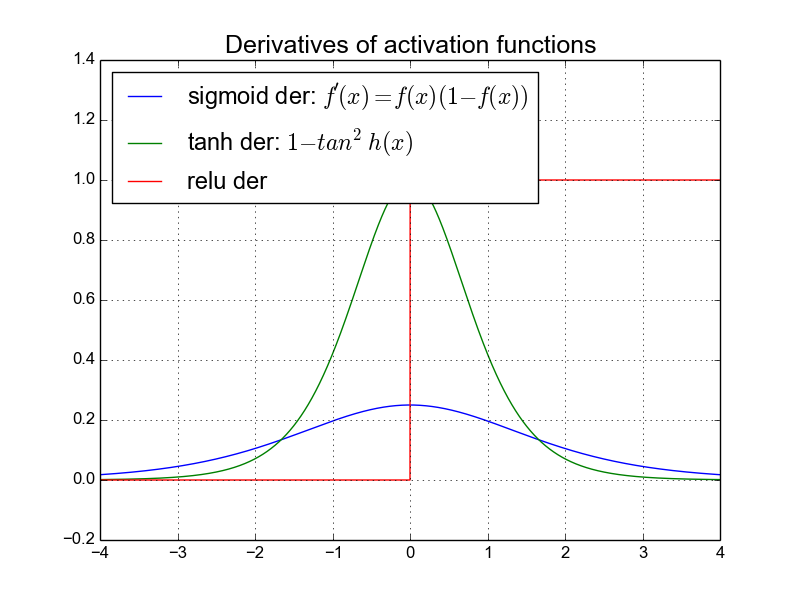 Derivatives of activation functions
1.4
sigmoid der: f′(x)=f(x)(1−f(x))
1.2
tanh der: 1−tan² h(x)
relu der
1.0
0.8
0.6
0.4
0.2
0.0
−0.2
−4 −3 −2 −1 0 1 2 3 4